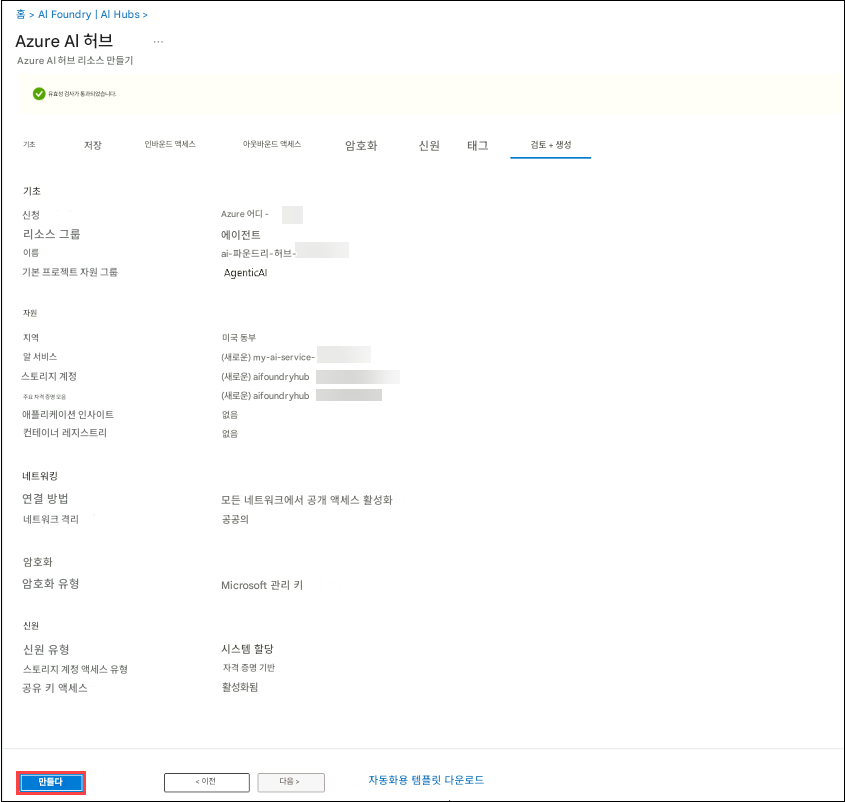 홈 > AI Foundry | AI Hubs >
Azure AI 허브 ...
Azure AI 허브 리소스 만들기
유효성 검사가 통과되었습니다.
기초 저장 인바운드 액세스 아웃바운드 액세스 암호화 신원 태그 검토 + 생성
기초
신청 Azure 어디 -
리소스 그룹 에이전트
이름 ai-파운드리-허브-
기본 프로젝트 자원 그룹 AgenticAI
자원
지역 미국 동부
알 서비스 (새로운) my-ai-service-
스토리지 계정 (새로운) aifoundryhub
주요 자격 증명 모음 (새로운) aifoundryhub
애플리케이션 인사이트 없음
컨테이너 레지스트리 없음
네트워킹
연결 방법 모든 네트워크에서 공개 액세스 활성화
네트워크 격리 공공의
암호화
암호화 유형 Microsoft 관리 키
신원
신원 유형 시스템 할당
스토리지 계정 액세스 유형 자격 증명 기반
공유 키 액세스 활성화됨
만들다 < 이전 다음 > 자동화용 템플릿 다운로드